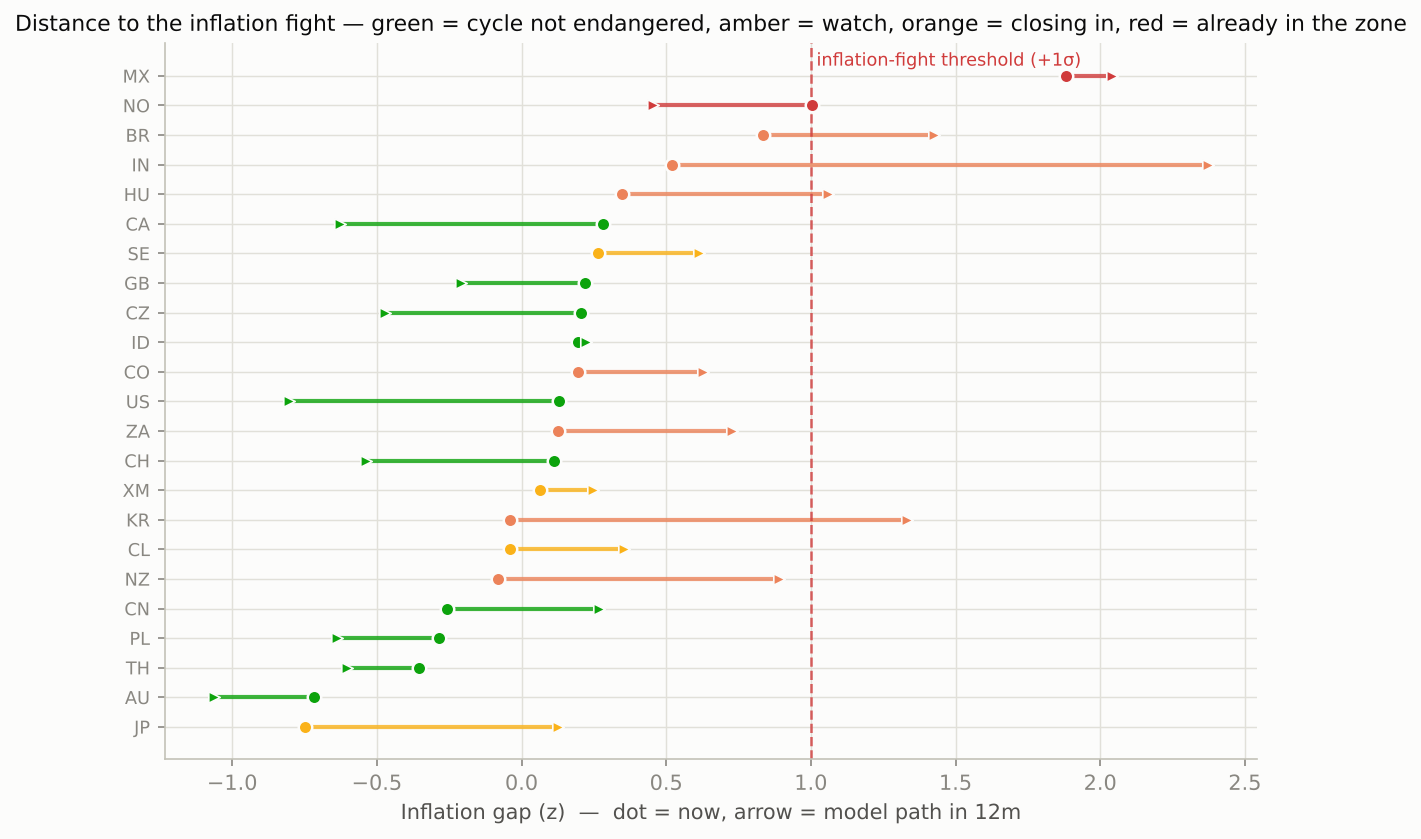 Distance to the inflation fight — green = cycle not endangered, amber = watch, orange = closing in, red = already in the zone
inflation-fight threshold (+1σ)
MX
NO
BR
IN
HU
CA
SE
GB
CZ
ID
CO
US
ZA
CH
XM
KR
CL
NZ
CN
PL
TH
AU
JP
−1.0 −0.5 0.0 0.5 1.0 1.5 2.0 2.5
Inflation gap (z) — dot = now, arrow = model path in 12m